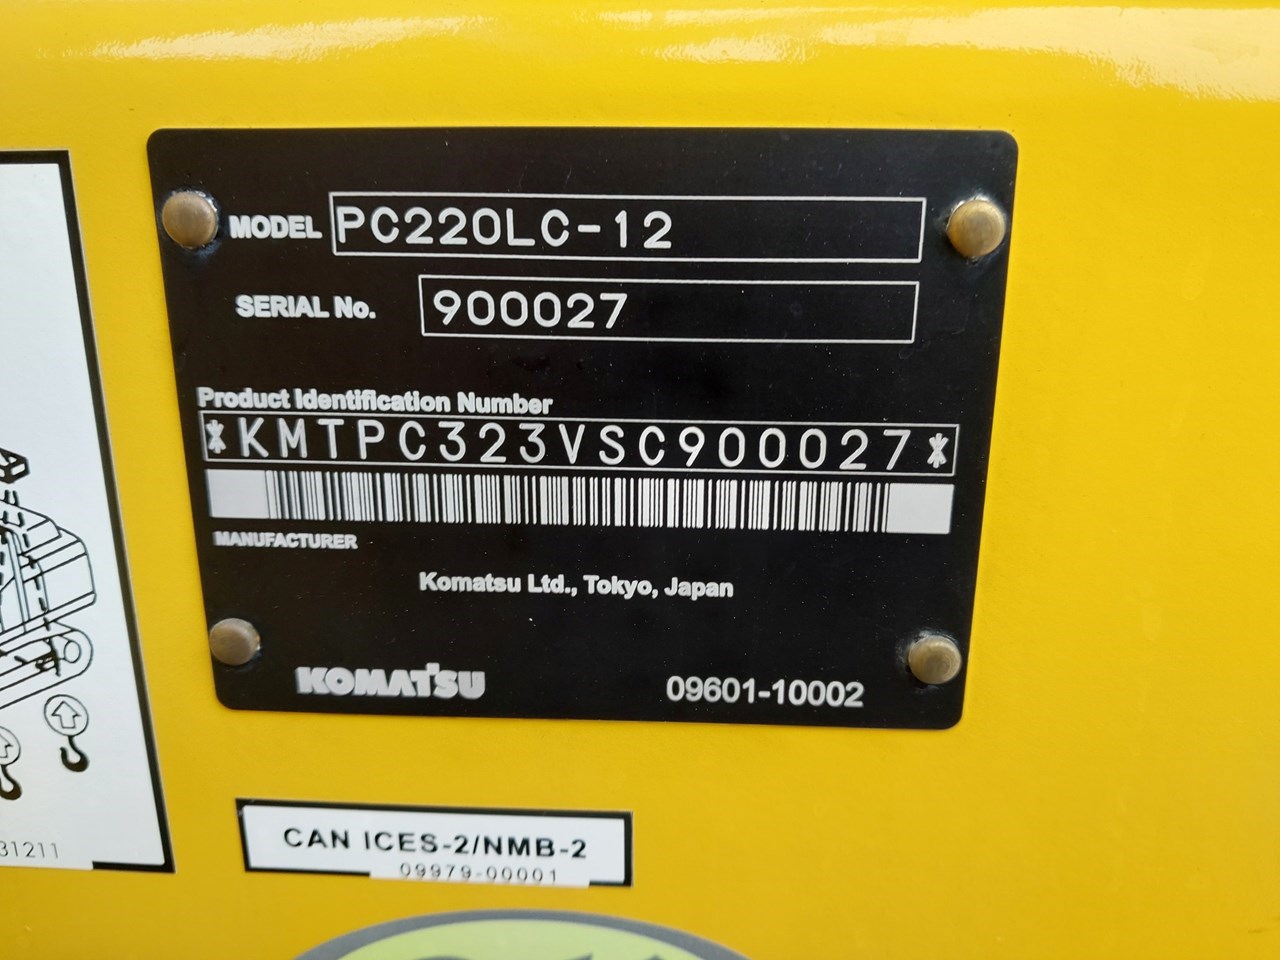 MODEL PC220LC-12
SERIAL No. 900027
Product Identification Number
*KMTPC323VSC900027*
MANUFACTURER
Komatsu Ltd., Tokyo, Japan
KOMATSU 09601-10002
31211
CAN ICES-2/NMB-2
09979-00001